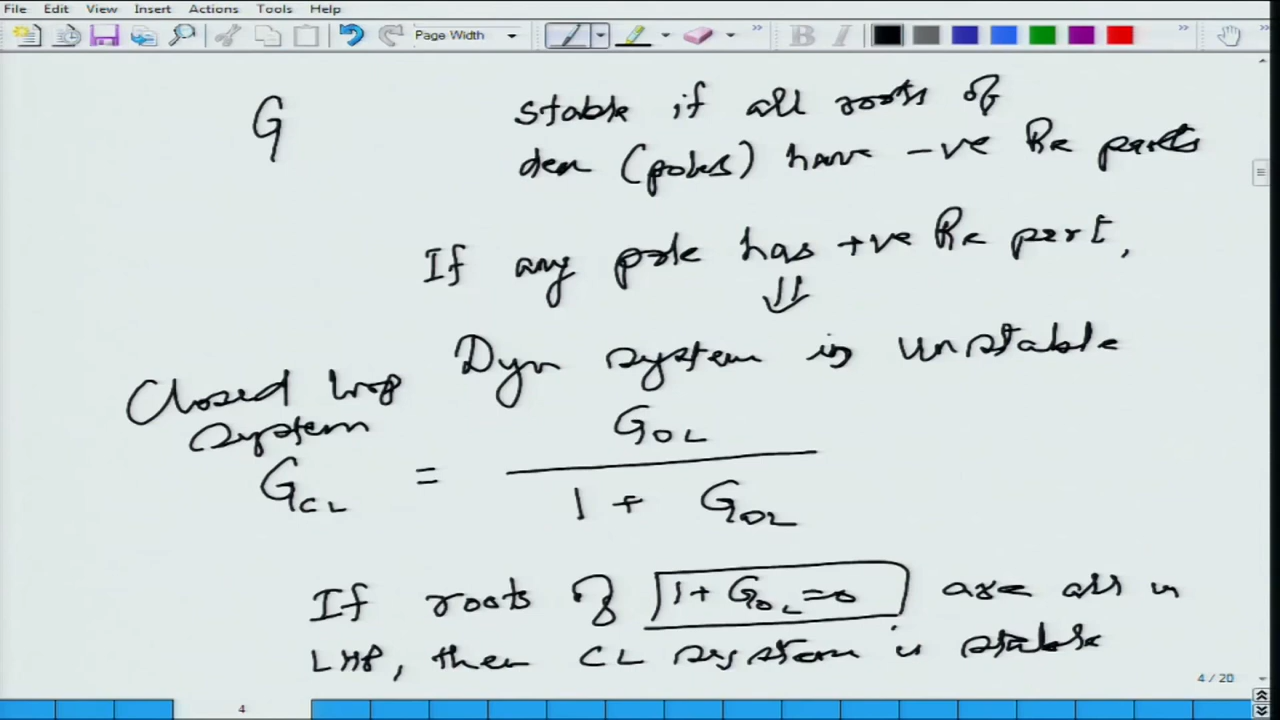 File Edit View Insert Actions Tools Help
Page Width
G
stable if all roots of
den (poles) have -ve Re parts
If any pole has +ve Re part,
⇓
Dyn system is unstable
Closed loop
system
G_CL = G_OL / 1 + G_OL
If roots of 1 + G_OL = 0 are all in
LHP, then CL system is stable
4 / 20
4